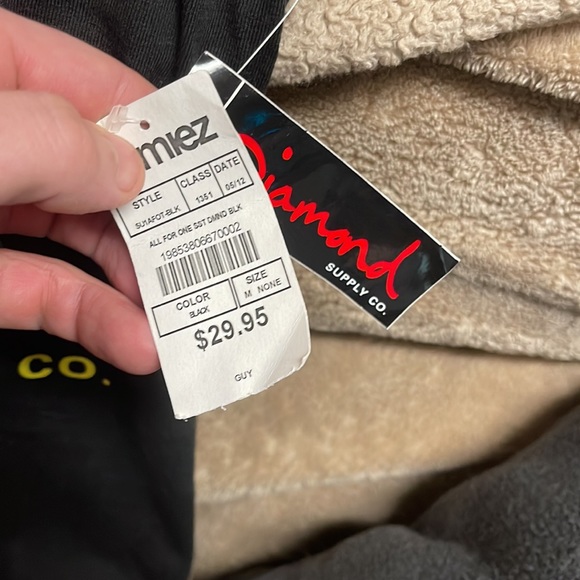 miez
STYLE CLASS DATE
SU1AFOT-BLK 1351 05/12
ALL FOR ONE SST DMND BLK
19853806670002
COLOR SIZE
BLACK M NONE
$29.95
GUY
Diamond
SUPPLY CO.
CO.